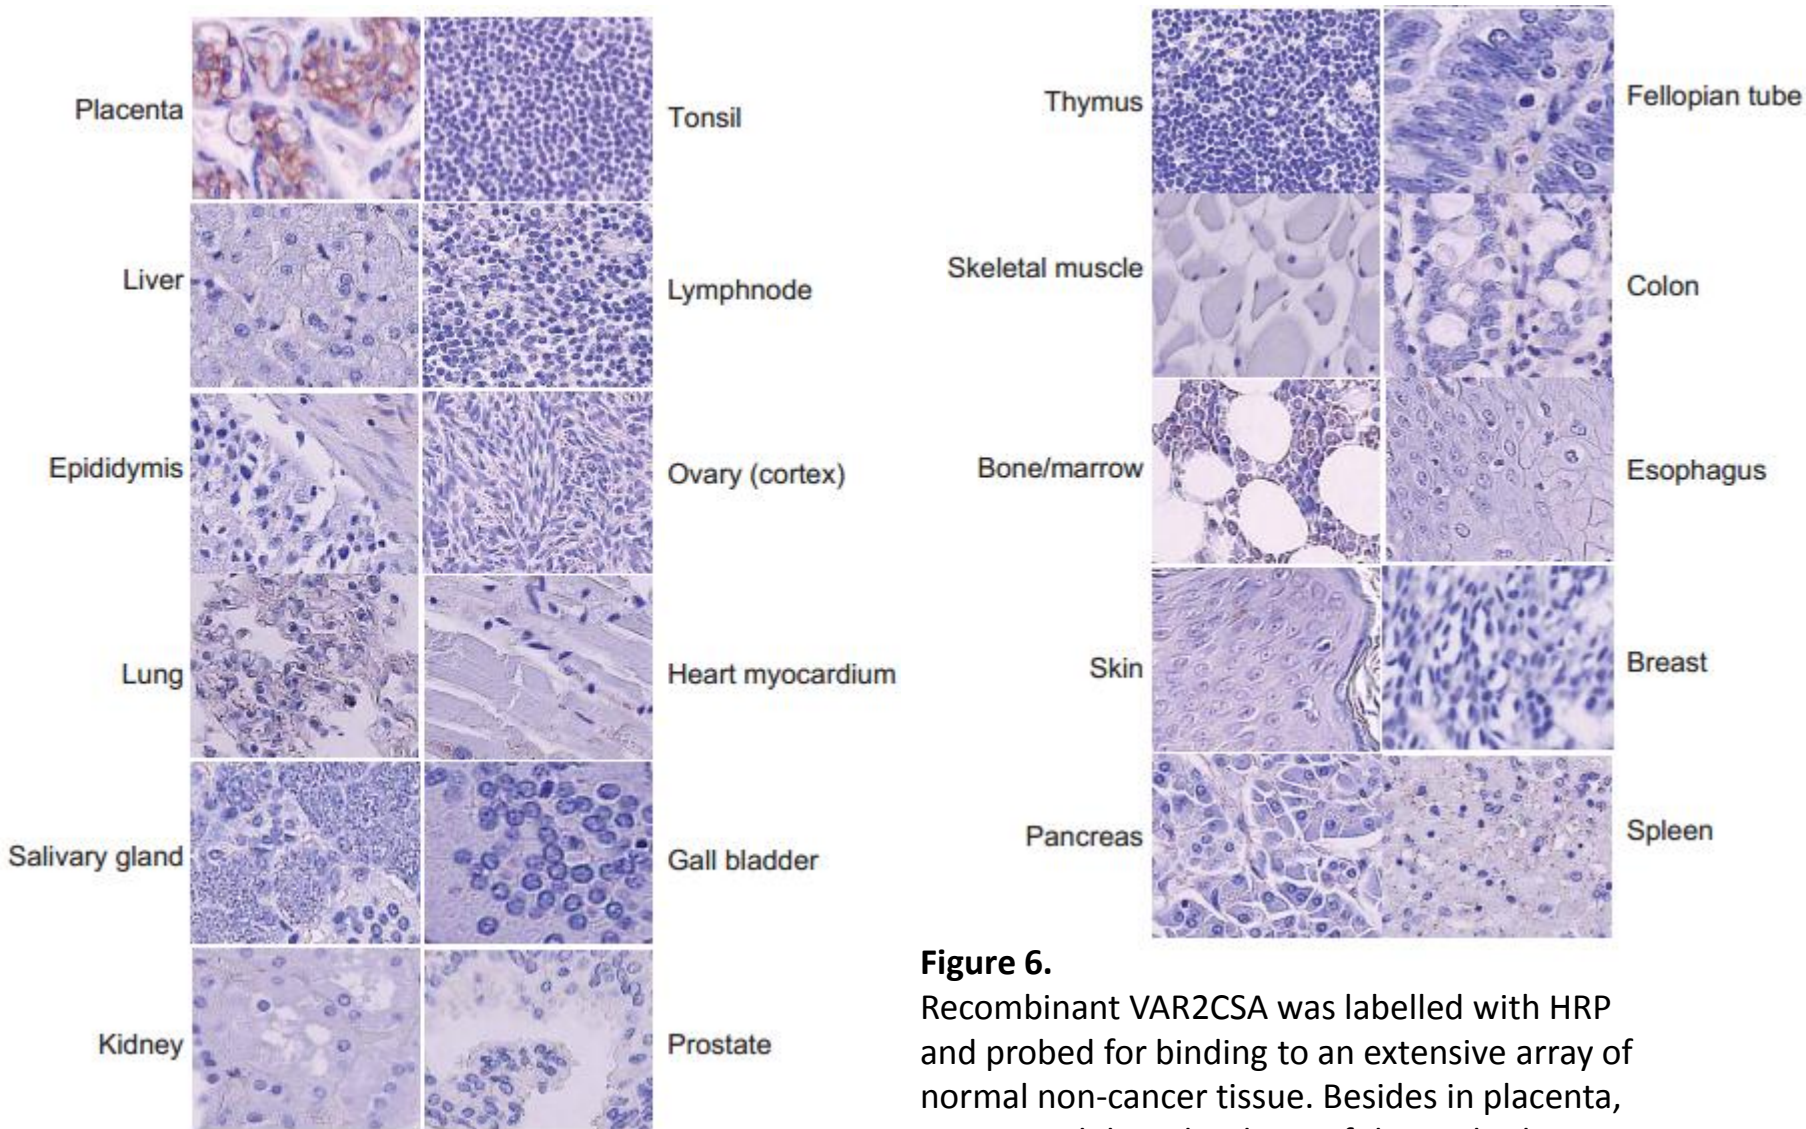 Placenta
Tonsil
Liver
Lymphnode
Epididymis
Ovary (cortex)
Lung
Heart myocardium
Salivary gland
Gall bladder
Kidney
Prostate
Thymus
Fellopian tube
Skeletal muscle
Colon
Bone/marrow
Esophagus
Skin
Breast
Pancreas
Spleen
Figure 6.
Recombinant VAR2CSA was labelled with HRP
and probed for binding to an extensive array of
normal non-cancer tissue. Besides in placenta,